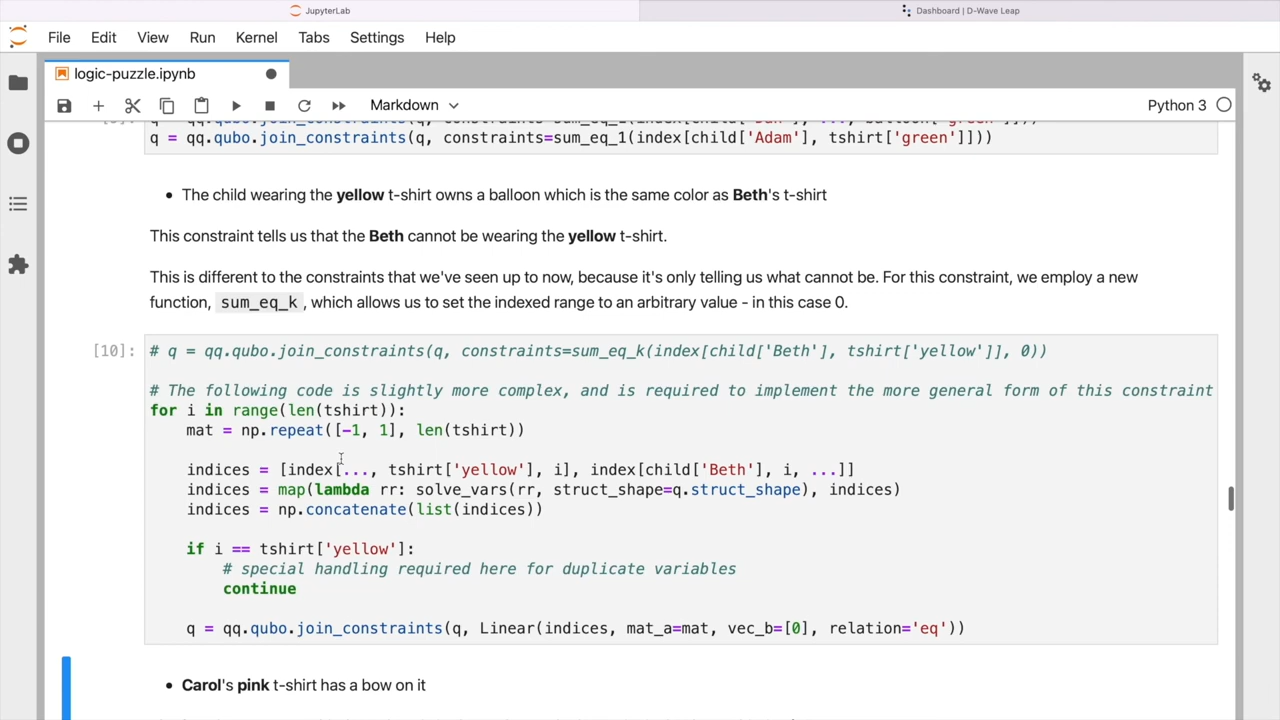 JupyterLab
Dashboard | D-Wave Leap
File Edit View Run Kernel Tabs Settings Help
logic-puzzle.ipynb
Markdown
Python 3
q = qq.qubo.join_constraints(q, constraints=sum_eq_1(index[child['Adam'], tshirt['green']]))
• The child wearing the yellow t-shirt owns a balloon which is the same color as Beth's t-shirt
This constraint tells us that the Beth cannot be wearing the yellow t-shirt.
This is different to the constraints that we've seen up to now, because it's only telling us what cannot be. For this constraint, we employ a new
function, sum_eq_k, which allows us to set the indexed range to an arbitrary value - in this case 0.
[10]: # q = qq.qubo.join_constraints(q, constraints=sum_eq_k(index[child['Beth'], tshirt['yellow']], 0))
# The following code is slightly more complex, and is required to implement the more general form of this constraint
for i in range(len(tshirt)):
mat = np.repeat([-1, 1], len(tshirt))
indices = [index[..., tshirt['yellow'], i], index[child['Beth'], i, ...]]
indices = map(lambda rr: solve_vars(rr, struct_shape=q.struct_shape), indices)
indices = np.concatenate(list(indices))
if i == tshirt['yellow']:
# special handling required here for duplicate variables
continue
q = qq.qubo.join_constraints(q, Linear(indices, mat_a=mat, vec_b=[0], relation='eq'))
• Carol's pink t-shirt has a bow on it